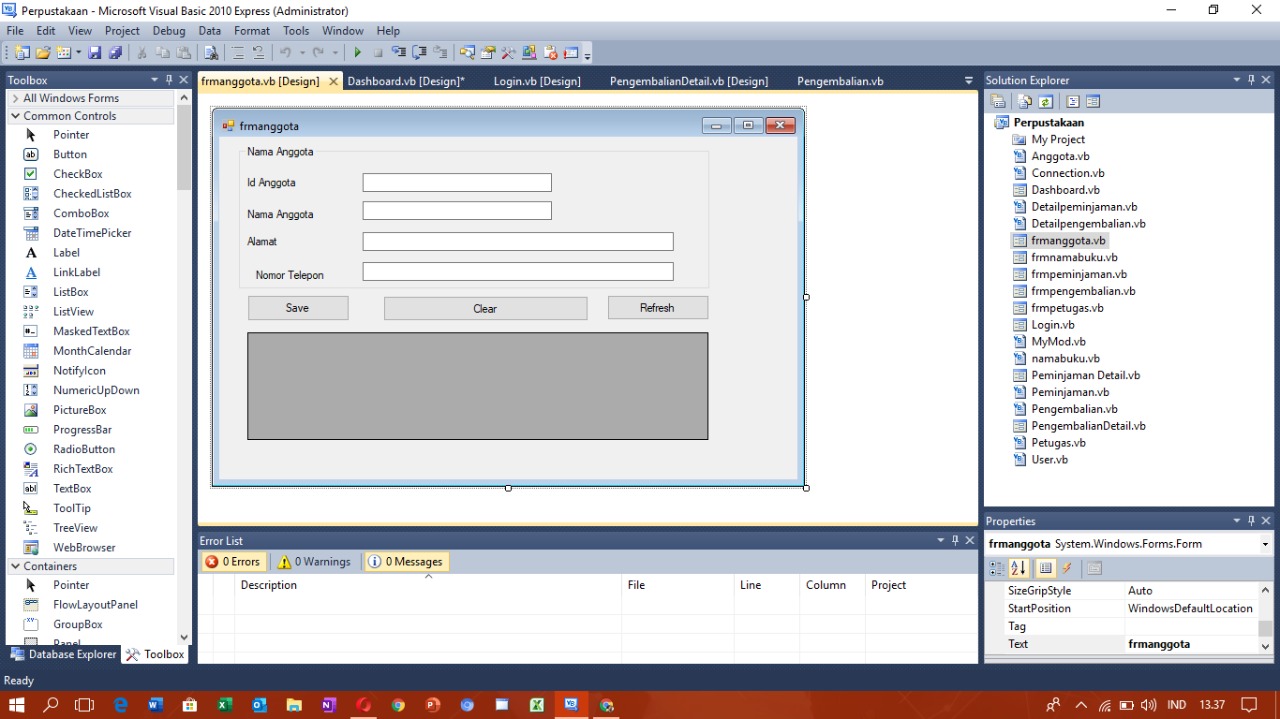 Perpustakaan - Microsoft Visual Basic 2010 Express (Administrator)
File Edit View Project Debug Data Format Tools Window Help
Toolbox
All Windows Forms
Common Controls
Pointer
Button
CheckBox
CheckedListBox
ComboBox
DateTimePicker
Label
LinkLabel
ListBox
ListView
MaskedTextBox
MonthCalendar
NotifyIcon
NumericUpDown
PictureBox
ProgressBar
RadioButton
RichTextBox
TextBox
ToolTip
TreeView
WebBrowser
Containers
Pointer
FlowLayoutPanel
GroupBox
Panel
Database Explorer Toolbox
frmanggota.vb [Design] Dashboard.vb [Design]* Login.vb [Design] PengembalianDetail.vb [Design] Pengembalian.vb
frmanggota
Nama Anggota
Id Anggota
Nama Anggota
Alamat
Nomor Telepon
Save Clear Refresh
Error List
0 Errors 0 Warnings 0 Messages
Description File Line Column Project
Solution Explorer
Perpustakaan
My Project
Anggota.vb
Connection.vb
Dashboard.vb
Detailpeminjaman.vb
Detailpengembalian.vb
frmanggota.vb
frmnamabuku.vb
frmpeminjaman.vb
frmpengembalian.vb
frmpetugas.vb
Login.vb
MyMod.vb
namabuku.vb
Peminjaman Detail.vb
Peminjaman.vb
Pengembalian.vb
PengembalianDetail.vb
Petugas.vb
User.vb
Properties
frmanggota System.Windows.Forms.Form
SizeGripStyle Auto
StartPosition WindowsDefaultLocation
Tag
Text frmanggota
Ready
IND 13.37